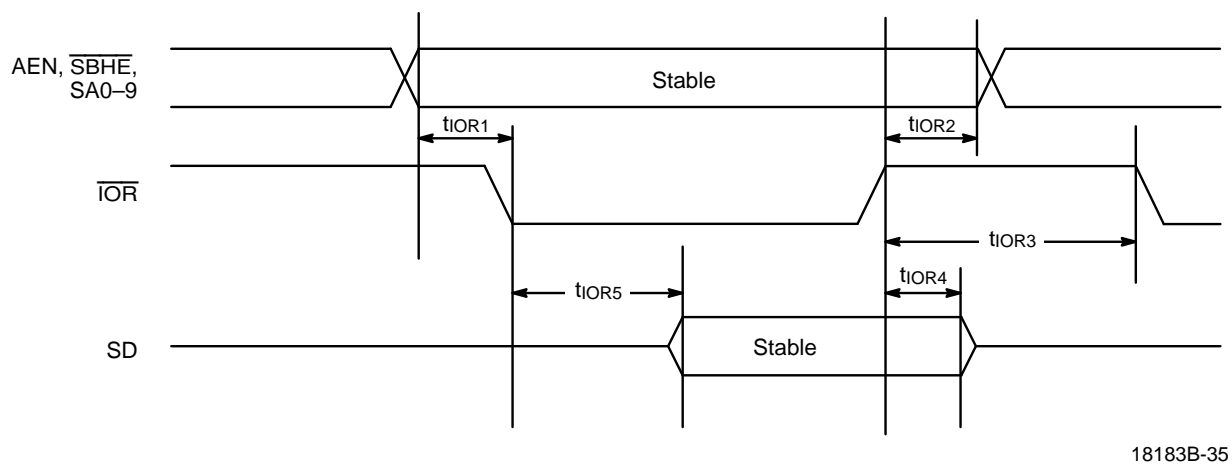 AEN, SBHE,
SA0–9
Stable
tIOR1
tIOR2
IOR
tIOR3
tIOR4
tIOR5
SD
Stable
18183B-35